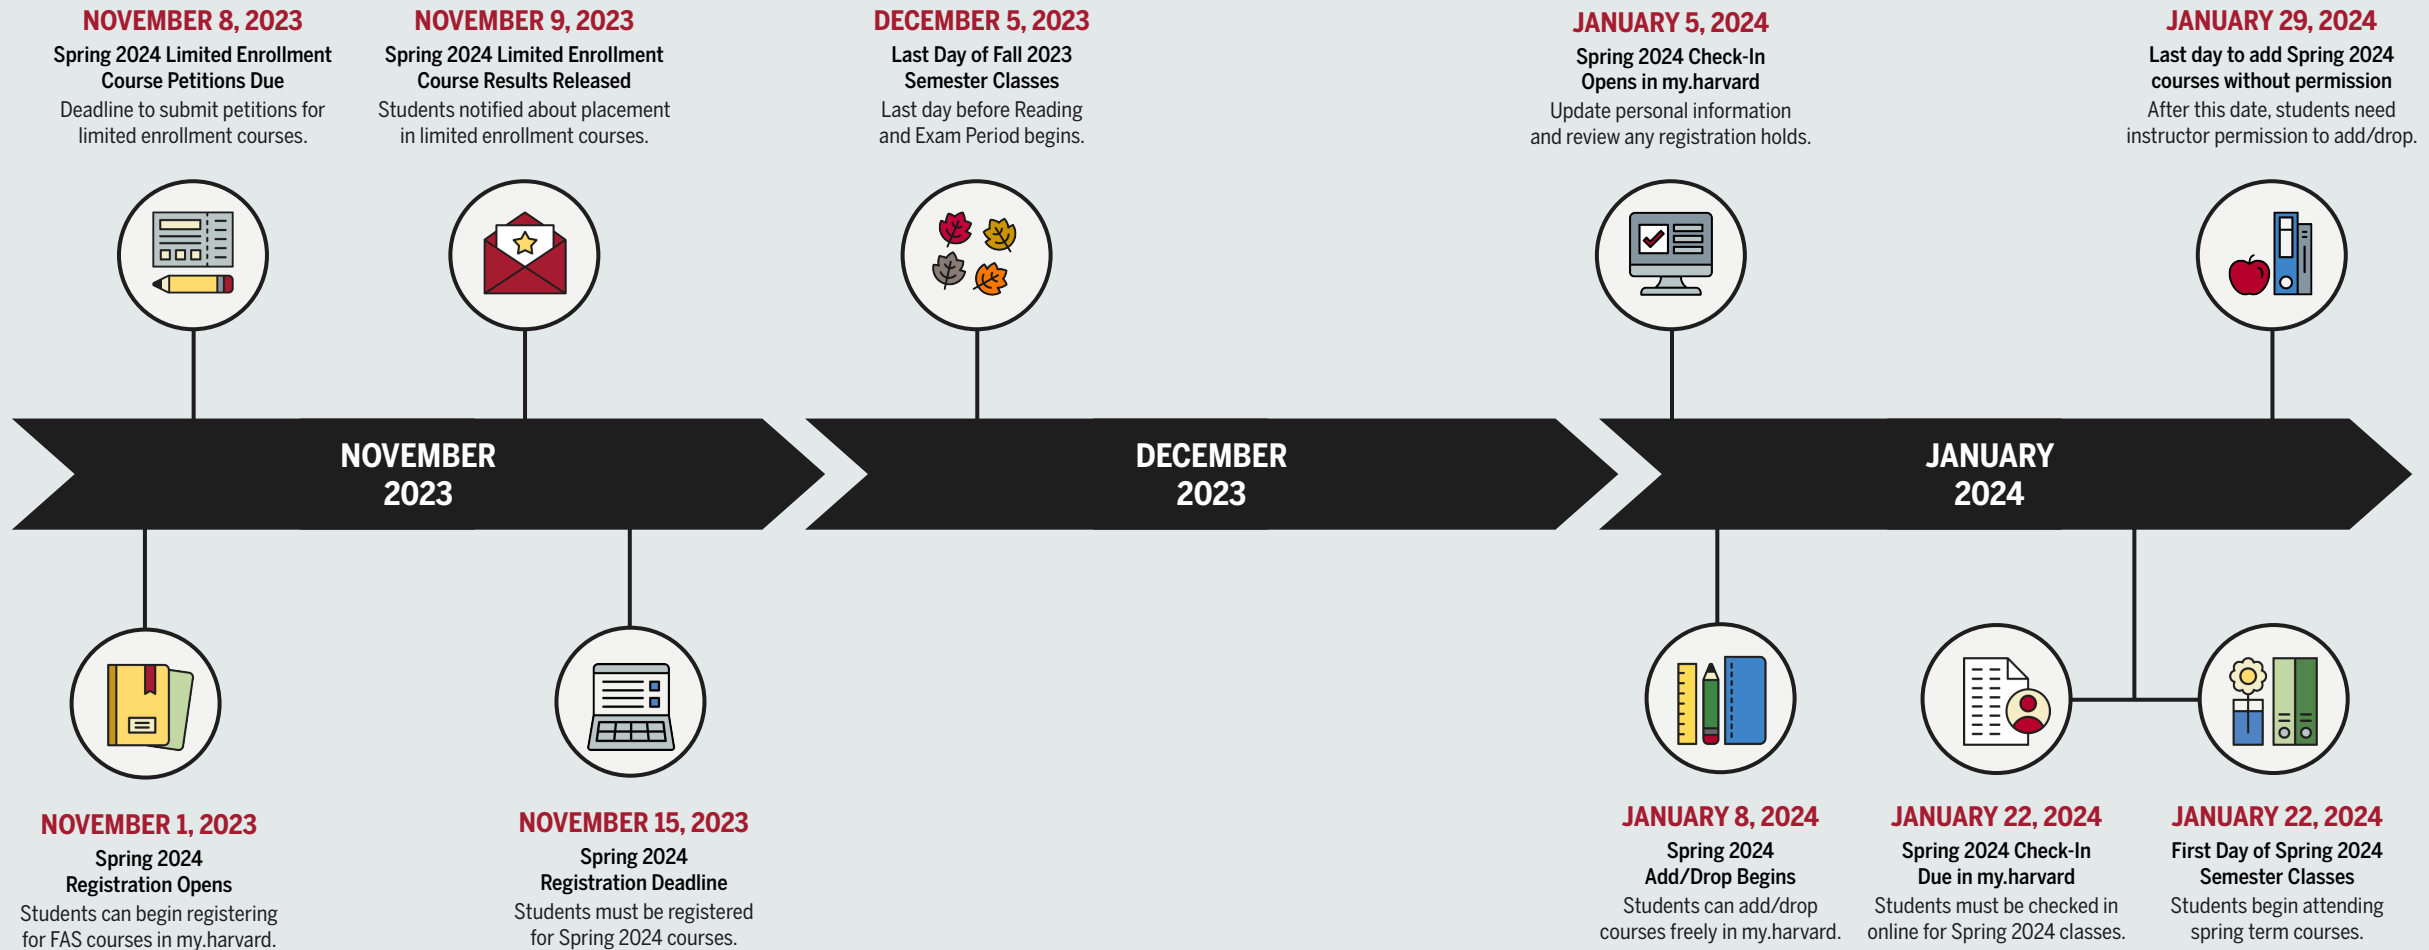 NOVEMBER 8, 2023
Spring 2024 Limited Enrollment
Course Petitions Due
Deadline to submit petitions for
limited enrollment courses.
NOVEMBER 9, 2023
Spring 2024 Limited Enrollment
Course Results Released
Students notified about placement
in limited enrollment courses.
DECEMBER 5, 2023
Last Day of Fall 2023
Semester Classes
Last day before Reading
and Exam Period begins.
JANUARY 5, 2024
Spring 2024 Check-In
Opens in my.harvard
Update personal information
and review any registration holds.
JANUARY 29, 2024
Last day to add Spring 2024
courses without permission
After this date, students need
instructor permission to add/drop.
NOVEMBER
2023
DECEMBER
2023
JANUARY
2024
NOVEMBER 1, 2023
Spring 2024
Registration Opens
Students can begin registering
for FAS courses in my.harvard.
NOVEMBER 15, 2023
Spring 2024
Registration Deadline
Students must be registered
for Spring 2024 courses.
JANUARY 8, 2024
Spring 2024
Add/Drop Begins
Students can add/drop
courses freely in my.harvard.
JANUARY 22, 2024
Spring 2024 Check-In
Due in my.harvard
Students must be checked in
online for Spring 2024 classes.
JANUARY 22, 2024
First Day of Spring 2024
Semester Classes
Students begin attending
spring term courses.